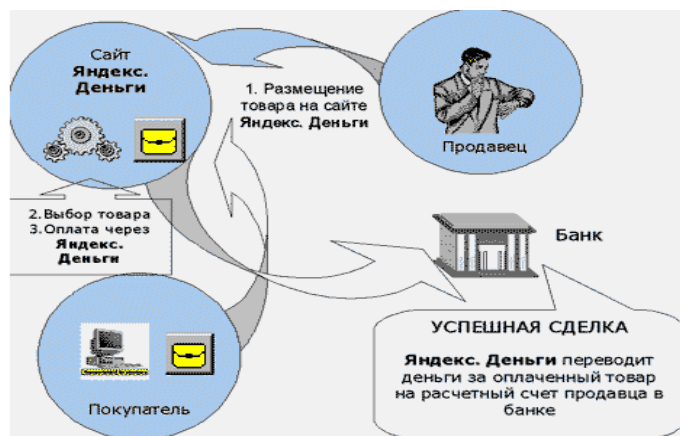 Сайт
Яндекс.
Деньги
1. Размещение
товара на сайте
Яндекс. Деньги
Продавец
2.Выбор товара
3.Оплата через
Яндекс.
Деньги
Банк
Покупатель
УСПЕШНАЯ СДЕЛКА
Яндекс. Деньги переводит
деньги за оплаченный товар
на расчетный счет продавца в
банке